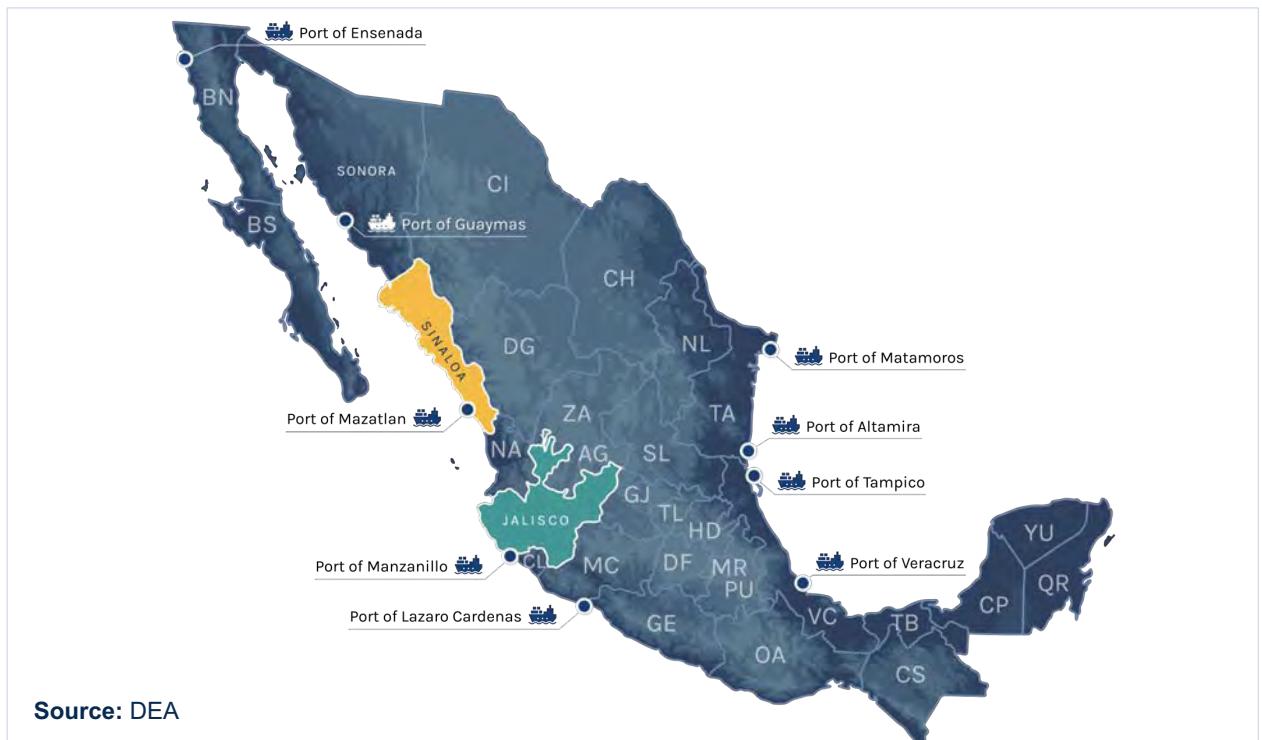 Port of Ensenada
BN
SONORA
CI
BS
Port of Guaymas
CH
SINALOA
DG
NL
Port of Matamoros
Port of Mazatlan
ZA
TA
Port of Altamira
NA
AG
SL
Port of Tampico
GJ
JALISCO
TL
HD
YU
Port of Manzanillo
CL
MC
DF
MR
PU
Port of Veracruz
QR
CP
Port of Lazaro Cardenas
GE
VC
TB
OA
CS
Source: DEA